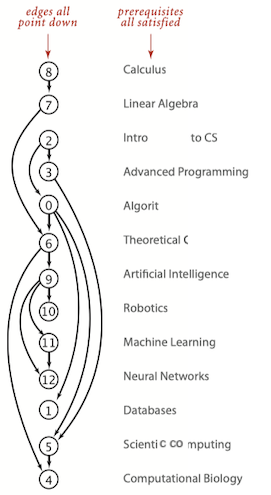 edges all prerequisites
point down all satisfied
8 Calculus
7 Linear Algebra
2 Intro to CS
3 Advanced Programming
0 Algorit
6 Theoretical C
9 Artificial Intelligence
10 Robotics
11 Machine Learning
12 Neural Networks
1 Databases
5 Scienti c co mputing
4 Computational Biology